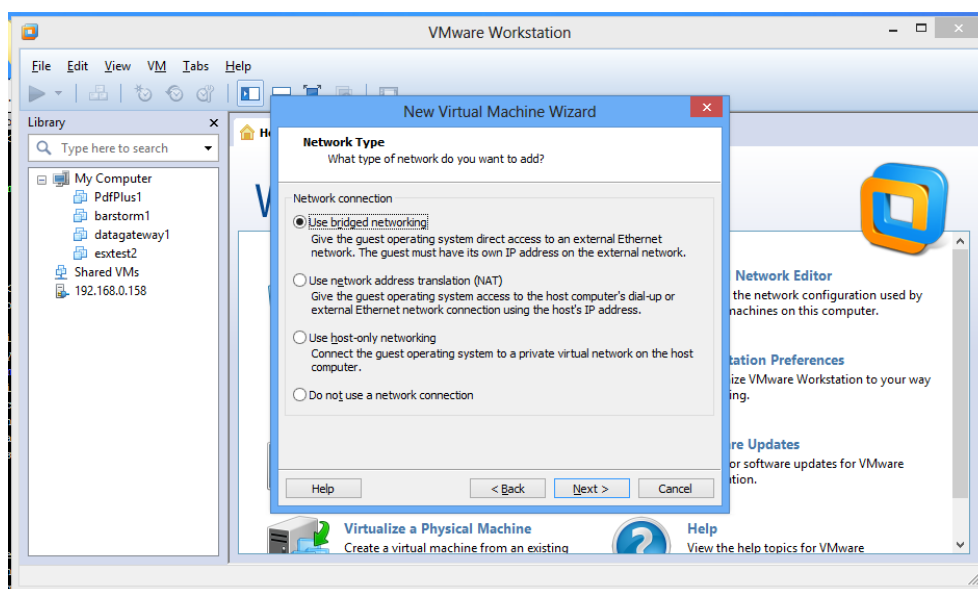 VMware Workstation
File Edit View VM Tabs Help
Library
Type here to search
My Computer
PdfPlus1
barstorm1
datagateway1
esxtest2
Shared VMs
192.168.0.158
New Virtual Machine Wizard
Network Type
What type of network do you want to add?
Network connection
Use bridged networking
Give the guest operating system direct access to an external Ethernet
network. The guest must have its own IP address on the external network.
Use network address translation (NAT)
Give the guest operating system access to the host computer's dial-up or
external Ethernet network connection using the host's IP address.
Use host-only networking
Connect the guest operating system to a private virtual network on the host
computer.
Do not use a network connection
Help < Back Next > Cancel
Network Editor
the network configuration used by
machines on this computer.
Preferences
VMware Workstation to your way
Updates
or software updates for VMware
Virtualize a Physical Machine
Create a virtual machine from an existing
Help
View the help topics for VMware